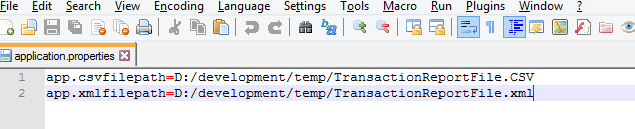 Edit Search View Encoding Language Settings Tools Macro Run Plugins Window ?
application.properties
1 app.csvfilepath=D:/development/temp/TransactionReportFile.CSV
2 app.xmlfilepath=D:/development/temp/TransactionReportFile.xml